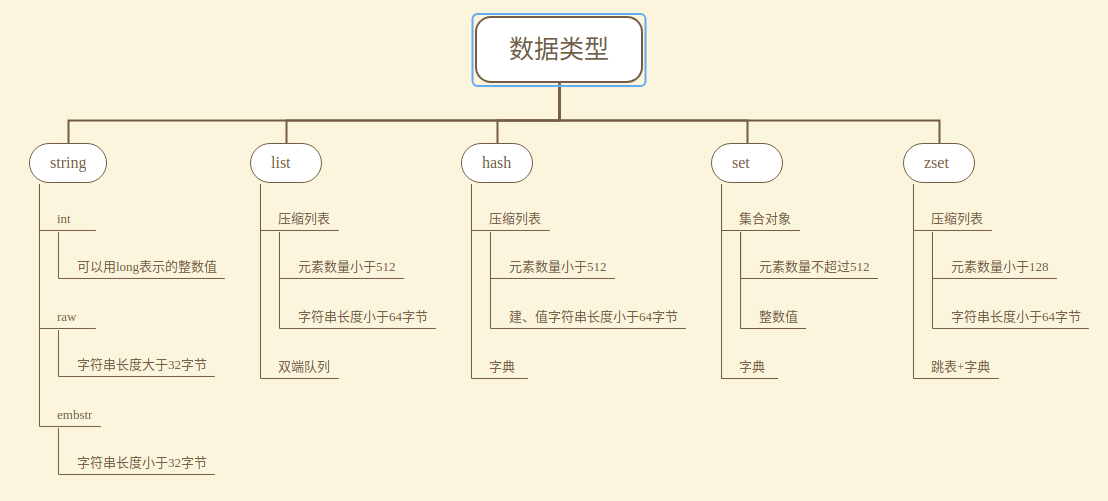 数据类型
string
int
可以用long表示的整数值
raw
字符串长度大于32字节
embstr
字符串长度小于32字节
list
压缩列表
元素数量小于512
字符串长度小于64字节
双端队列
hash
压缩列表
元素数量小于512
建、值字符串长度小于64字节
字典
set
集合对象
元素数量不超过512
整数值
字典
zset
压缩列表
元素数量小于128
字符串长度小于64字节
跳表+字典